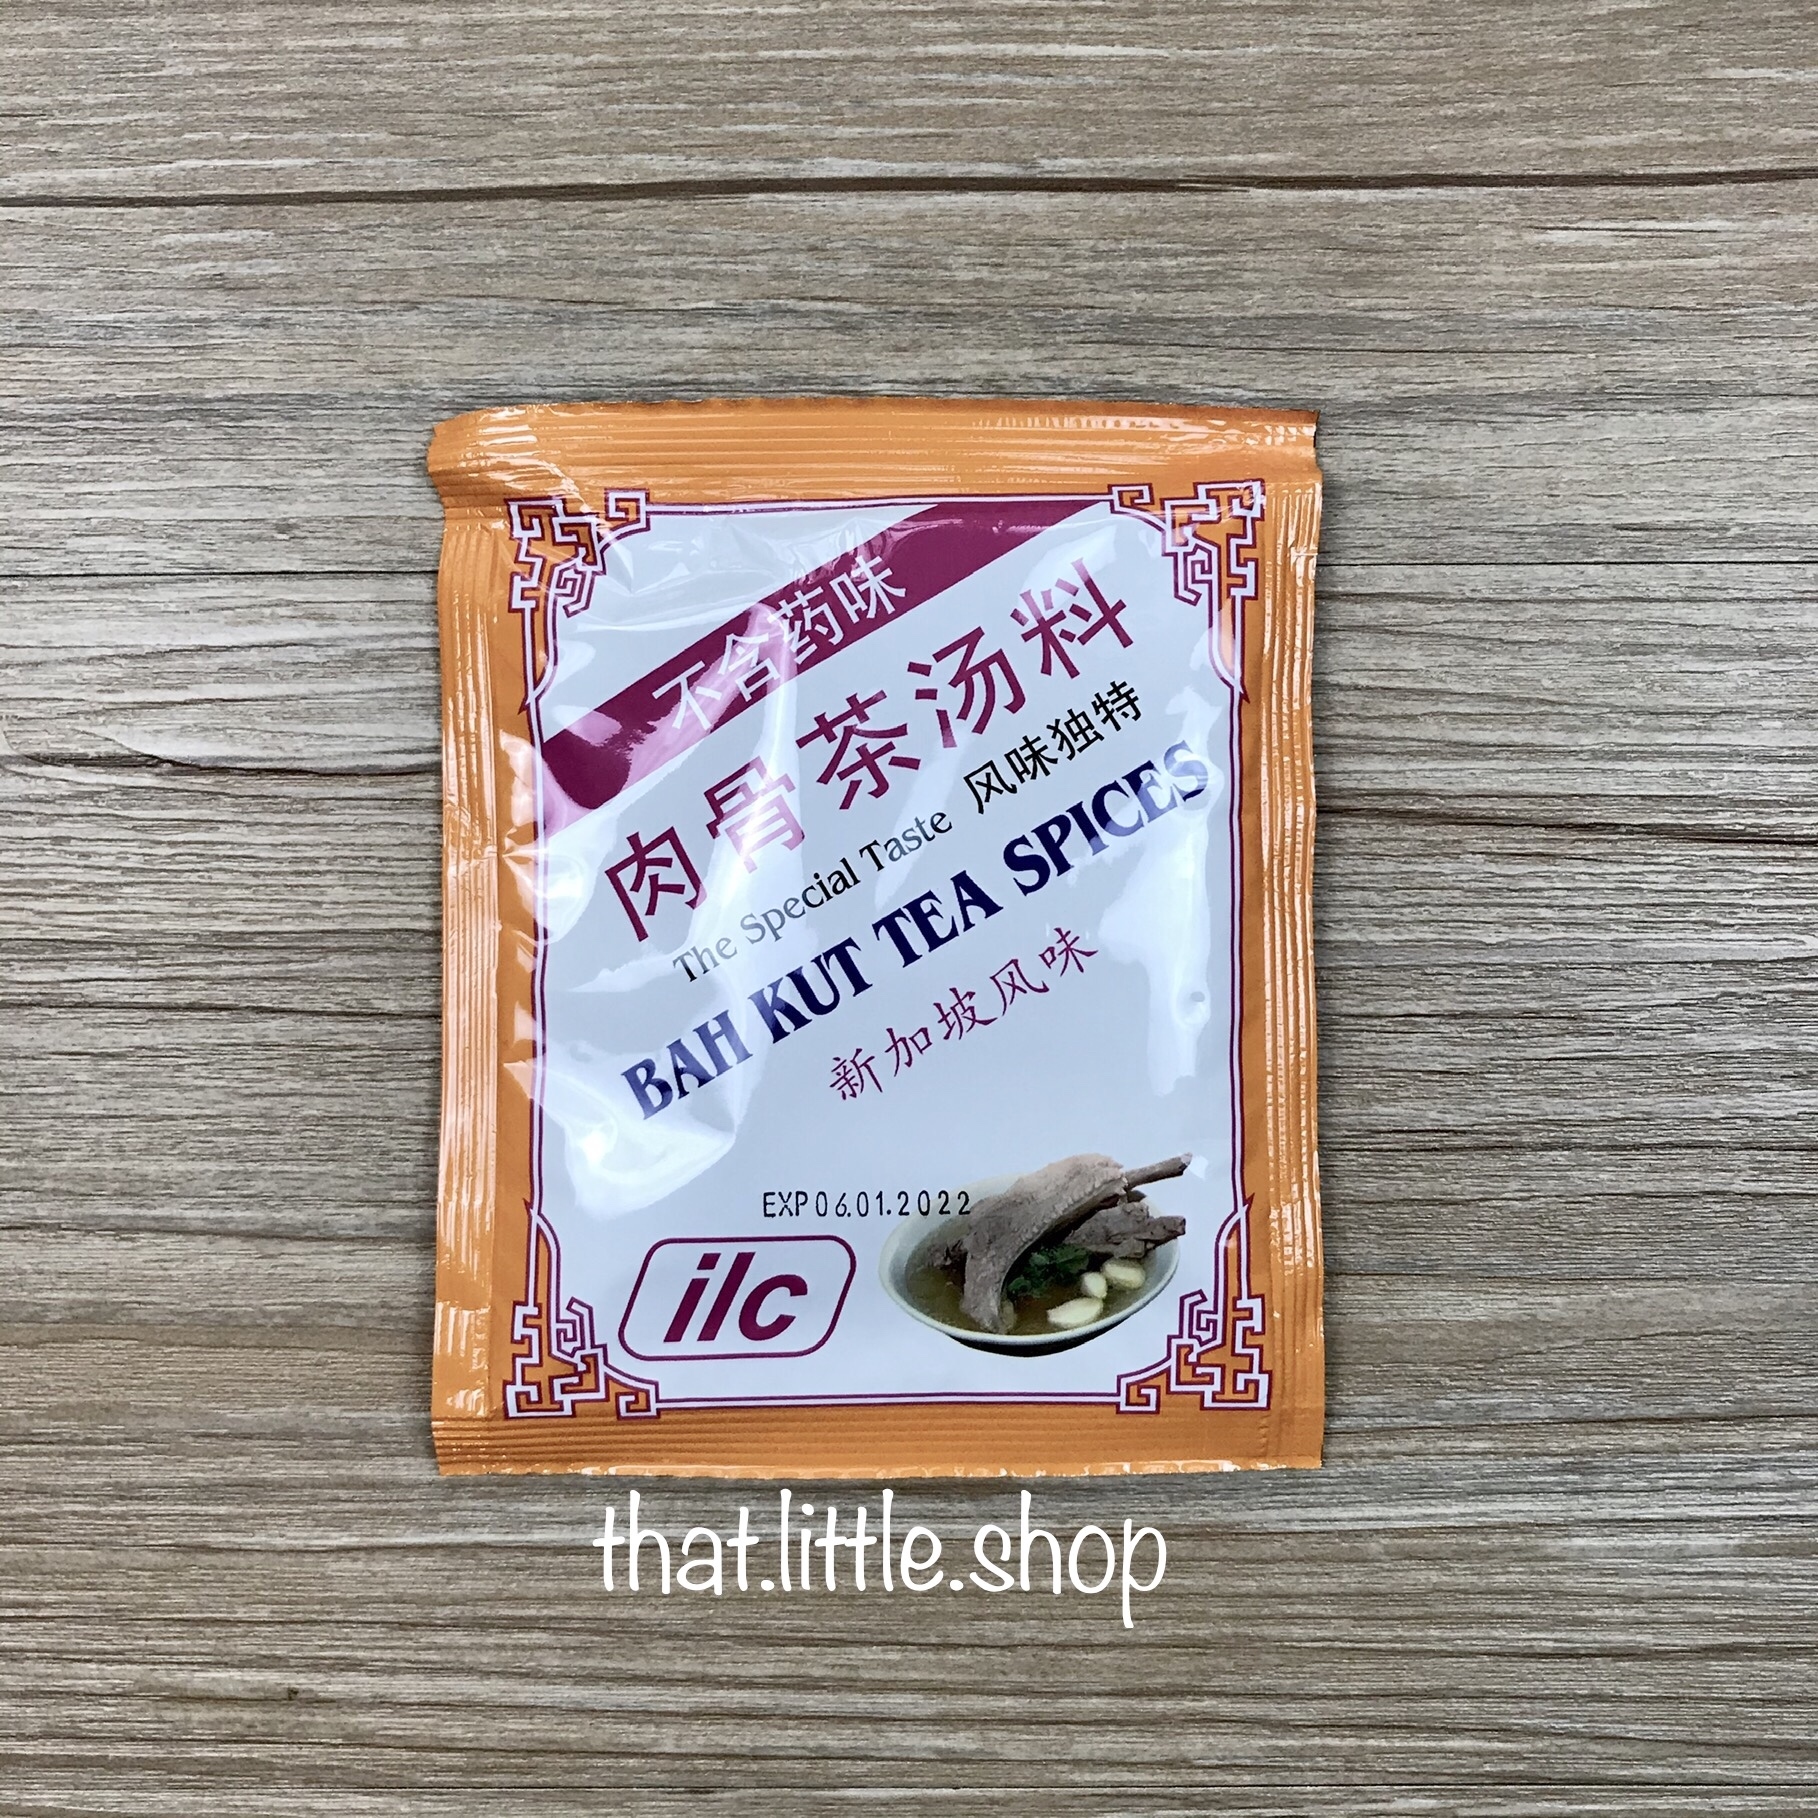 不含药味
肉骨茶汤料
The Special Taste 风味独特
BAH KUT TEA SPICES
新加坡风味
EXP 06.01.2022
ilc
that.little.shop